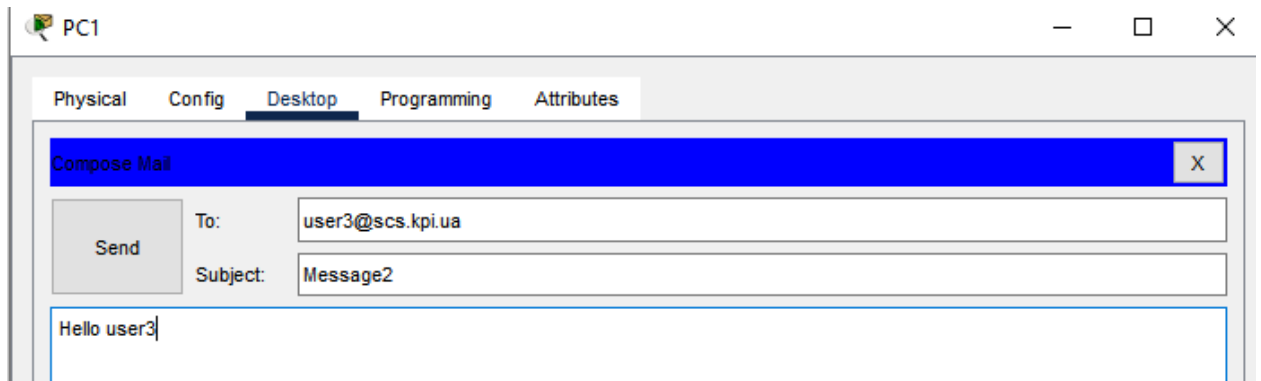 PC1
Physical Config Desktop Programming Attributes
Compose Mail X
Send
To: user3@scs.kpi.ua
Subject: Message2
Hello user3